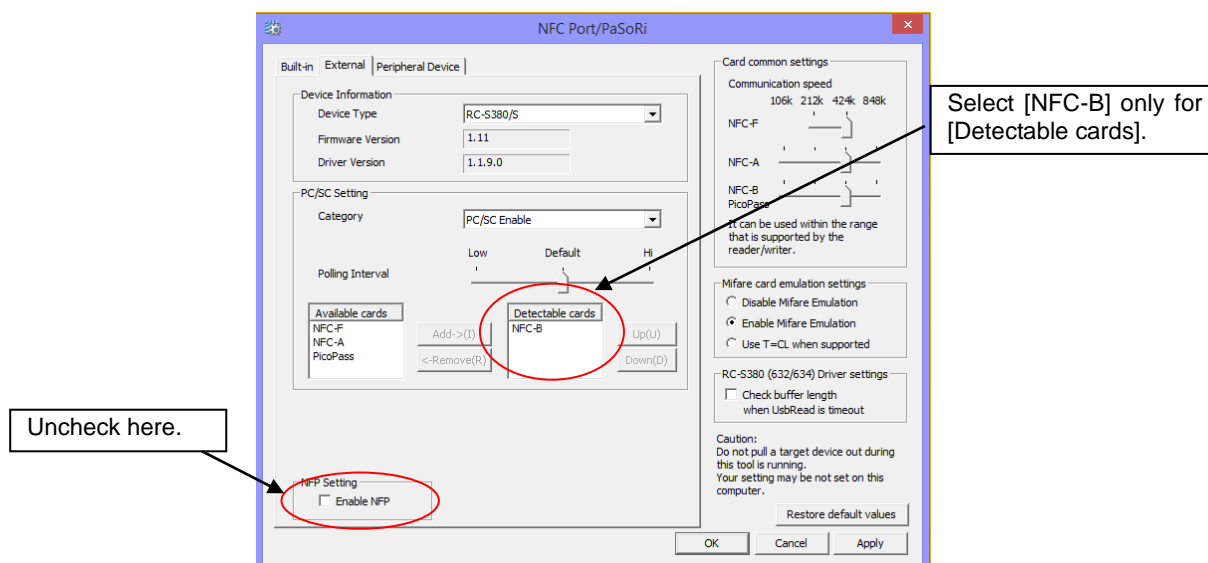 NFC Port/PaSoRi
×
Built-in
External
Peripheral Device
Device Information
Device Type
RC-S380/S
Firmware Version
1.11
Driver Version
1.1.9.0
PC/SC Setting
Category
PC/SC Enable
Low
Default
Hi
Polling Interval
Available cards
NFC-F
NFC-A
PicoPass
Add->(I)
<-Remove(R)
Detectable cards
NFC-B
Up(U)
Down(D)
NFP Setting
Enable NFP
Card common settings
Communication speed
106k 212k 424k 848k
NFC-F
NFC-A
NFC-B
PicoPass
It can be used within the range
that is supported by the
reader/writer.
Mifare card emulation settings
Disable Mifare Emulation
Enable Mifare Emulation
Use T=CL when supported
RC-S380 (632/634) Driver settings
Check buffer length
when UsbRead is timeout
Caution:
Do not pull a target device out during
this tool is running.
Your setting may be not set on this
computer.
Restore default values
OK
Cancel
Apply
Select [NFC-B] only for
[Detectable cards].
Uncheck here.